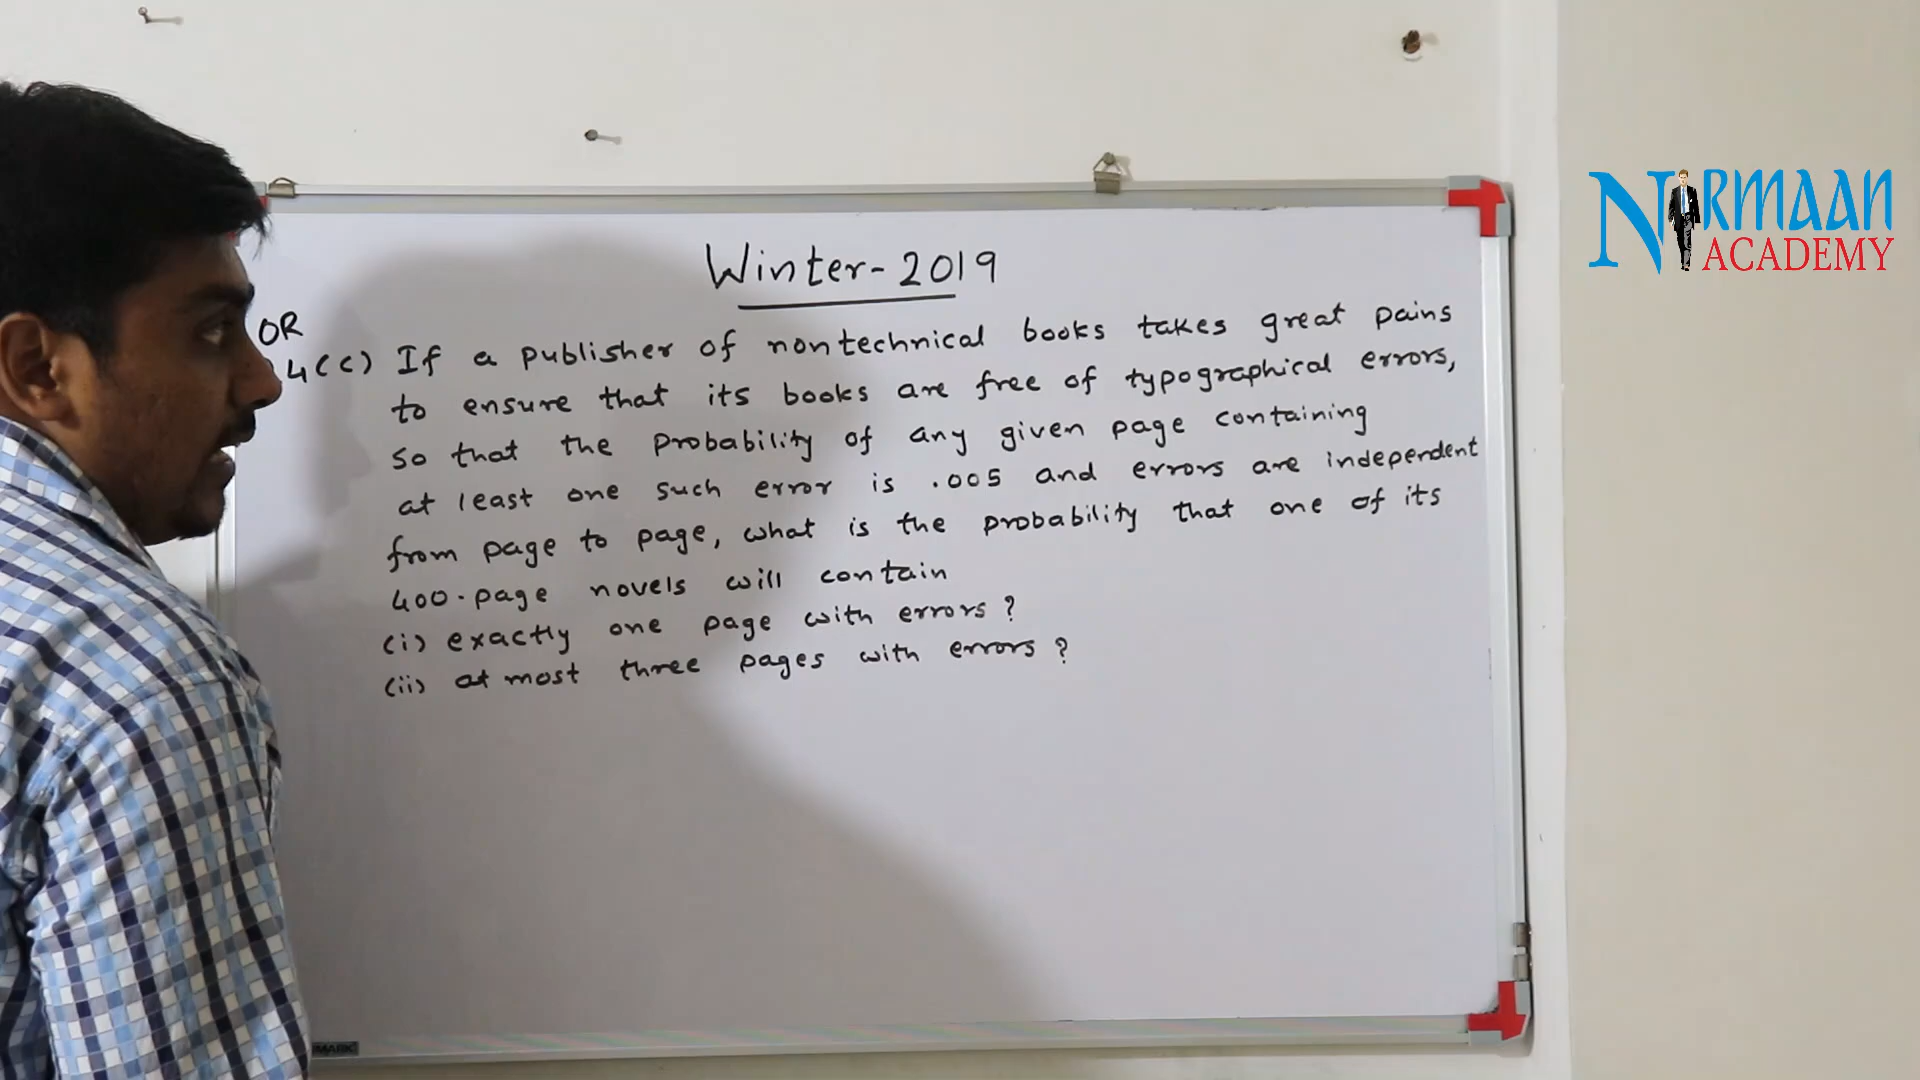 NIRMAAN
ACADEMY
Winter-2019
OR
4(c) If a publisher of nontechnical books takes great pains
to ensure that its books are free of typographical errors,
so that the probability of any given page containing
at least one such error is .005 and errors are independent
from page to page, what is the probability that one of its
400-page novels will contain
(i) exactly one page with errors?
(ii) at most three pages with errors?
MARK